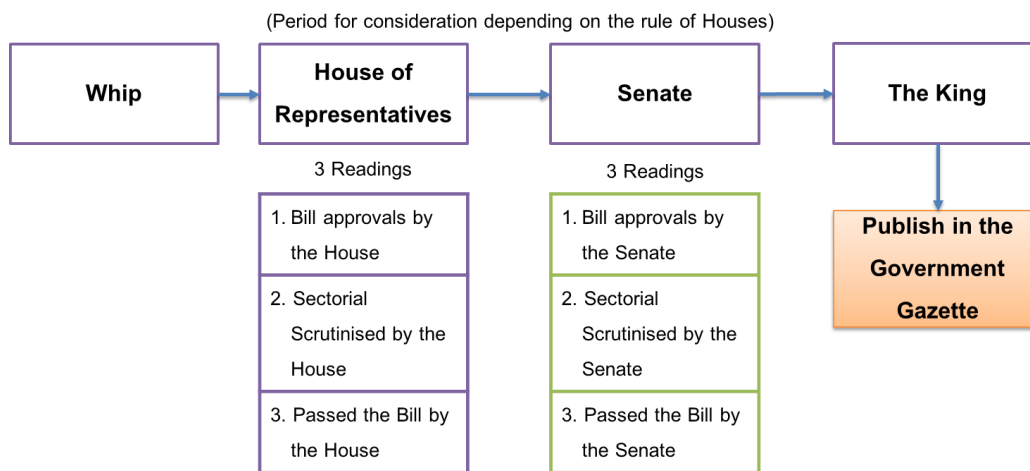 (Period for consideration depending on the rule of Houses)
Whip
House of
Representatives
Senate
The King
3 Readings
3 Readings
1. Bill approvals by
the House
2. Sectorial
Scrutinised by the
House
3. Passed the Bill by
the House
1. Bill approvals by
the Senate
2. Sectorial
Scrutinised by the
Senate
3. Passed the Bill by
the Senate
Publish in the
Government
Gazette